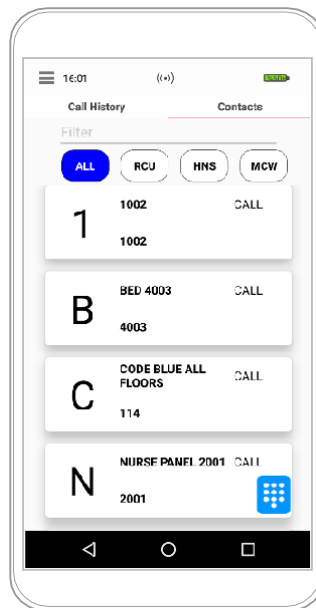 16:01
Call History Contacts
Filter
ALL RCU HNS MCW
1
1002 CALL
1002
B
BED 4003 CALL
4003
C
CODE BLUE ALL
FLOORS CALL
114
N
NURSE PANEL 2001 CALL
2001